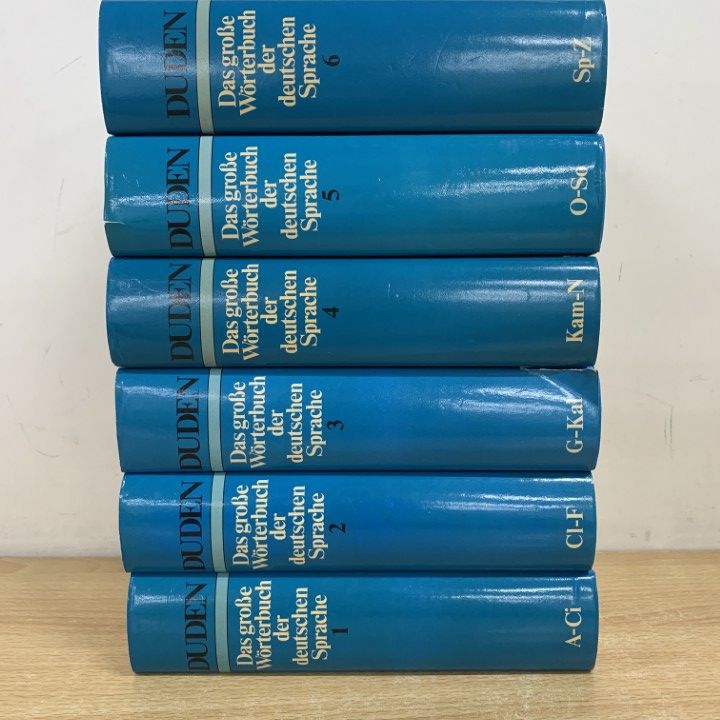 DUDEN
Das große
Wörterbuch
der
deutschen
Sprache
6
Sp-Z
DUDEN
Das große
Wörterbuch
der
deutschen
Sprache
5
O-So
DUDEN
Das große
Wörterbuch
der
deutschen
Sprache
4
Kam-N
DUDEN
Das große
Wörterbuch
der
deutschen
Sprache
3
G-Kal
DUDEN
Das große
Wörterbuch
der
deutschen
Sprache
2
Cl-F
DUDEN
Das große
Wörterbuch
der
deutschen
Sprache
1
A-Ci